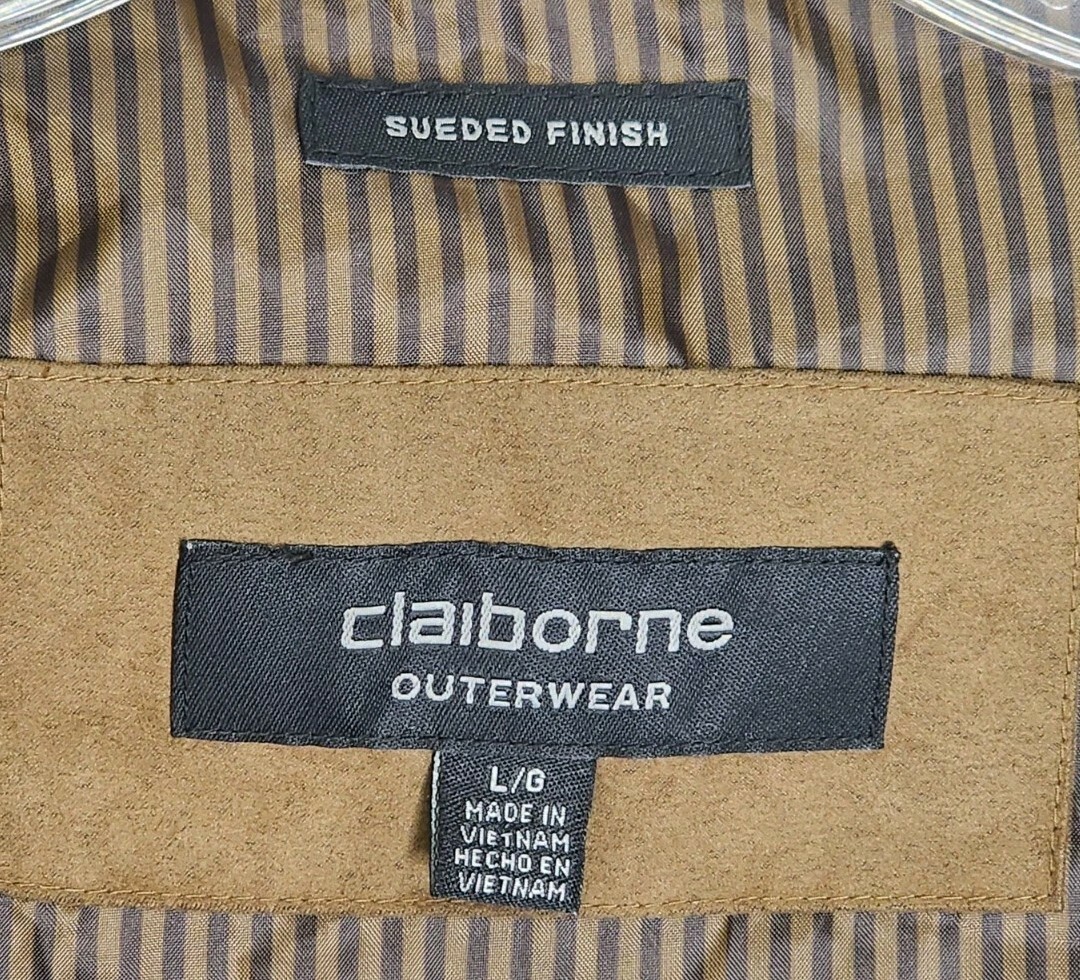 SUEDED FINISH
claiborne
OUTERWEAR
L/G
MADE IN
VIETNAM
HECHO EN
VIETNAM